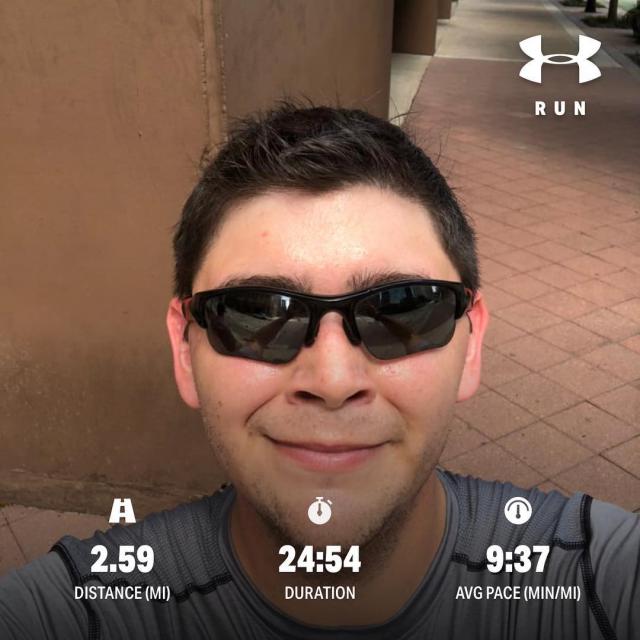 RUN
2.59
24:54
9:37
DISTANCE (MI)
DURATION
AVG PACE (MIN/MI)